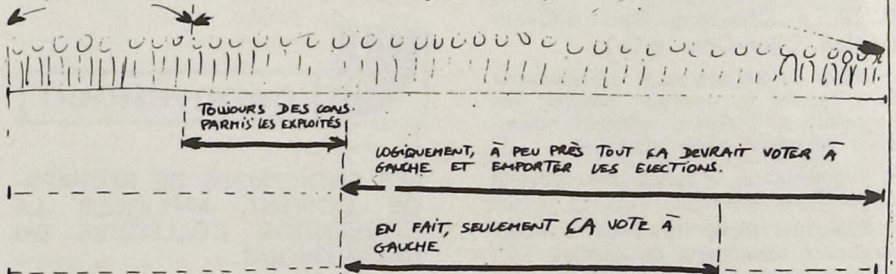 TOUJOURS DES CONS.
PARMIS LES EXPLOITÉS
LOGIQUEMENT, À PEU PRÈS TOUT ÇA DEVRAIT VOTER À
GAUCHE ET EMPORTER LES ELECTIONS.
EN FAIT, SEULEMENT ÇA VOTE À
GAUCHE